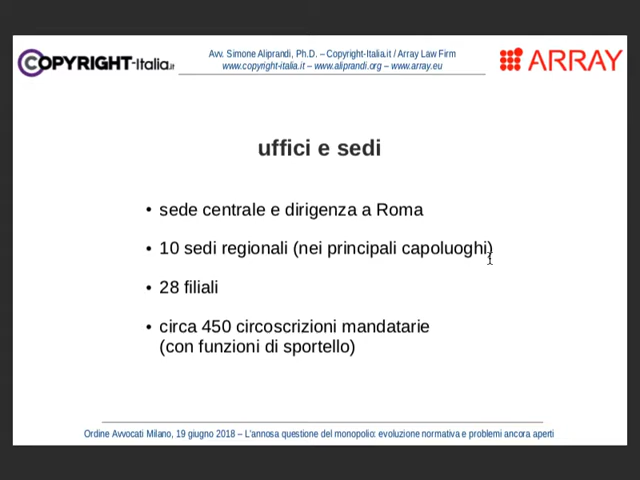 COPYRIGHT-Italia.it
Avv. Simone Aliprandi, Ph.D. – Copyright-Italia.it / Array Law Firm
www.copyright-italia.it – www.aliprandi.org – www.array.eu
ARRAY
uffici e sedi
• sede centrale e dirigenza a Roma
• 10 sedi regionali (nei principali capoluoghi)
• 28 filiali
• circa 450 circoscrizioni mandatarie
(con funzioni di sportello)
Ordine Avvocati Milano, 19 giugno 2018 – L'annosa questione del monopolio: evoluzione normativa e problemi ancora aperti